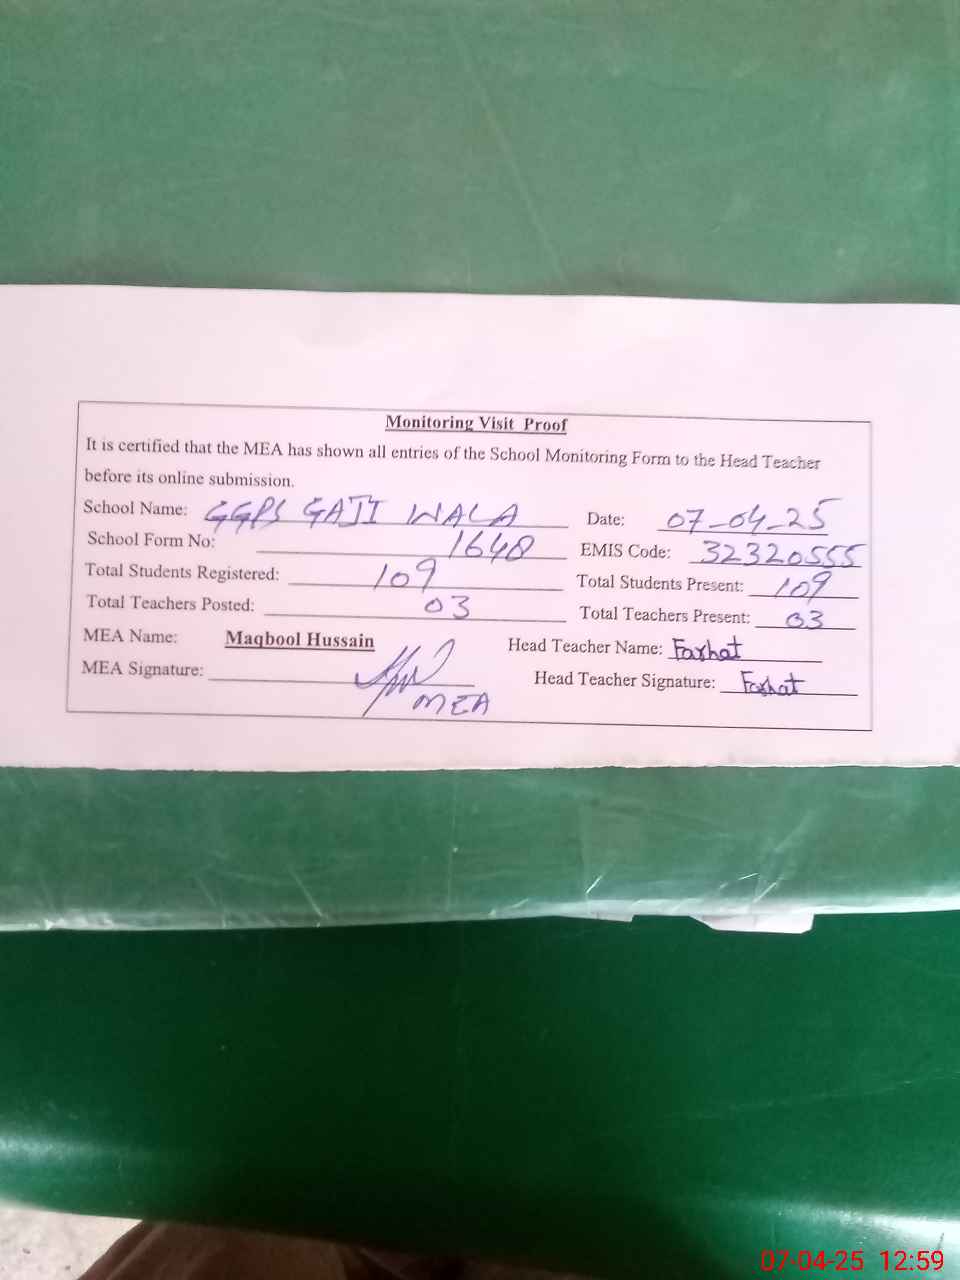 Monitoring Visit Proof
It is certified that the MEA has shown all entries of the School Monitoring Form to the Head Teacher
before its online submission.
School Name: GGPS GAJI WALA Date: 07-04-25
School Form No: 1648 EMIS Code: 32320555
Total Students Registered: 109 Total Students Present: 109
Total Teachers Posted: 03 Total Teachers Present: 03
MEA Name: Maqbool Hussain Head Teacher Name: Farhat
MEA Signature: MEA Head Teacher Signature: Farhat
07-04-25 12:59